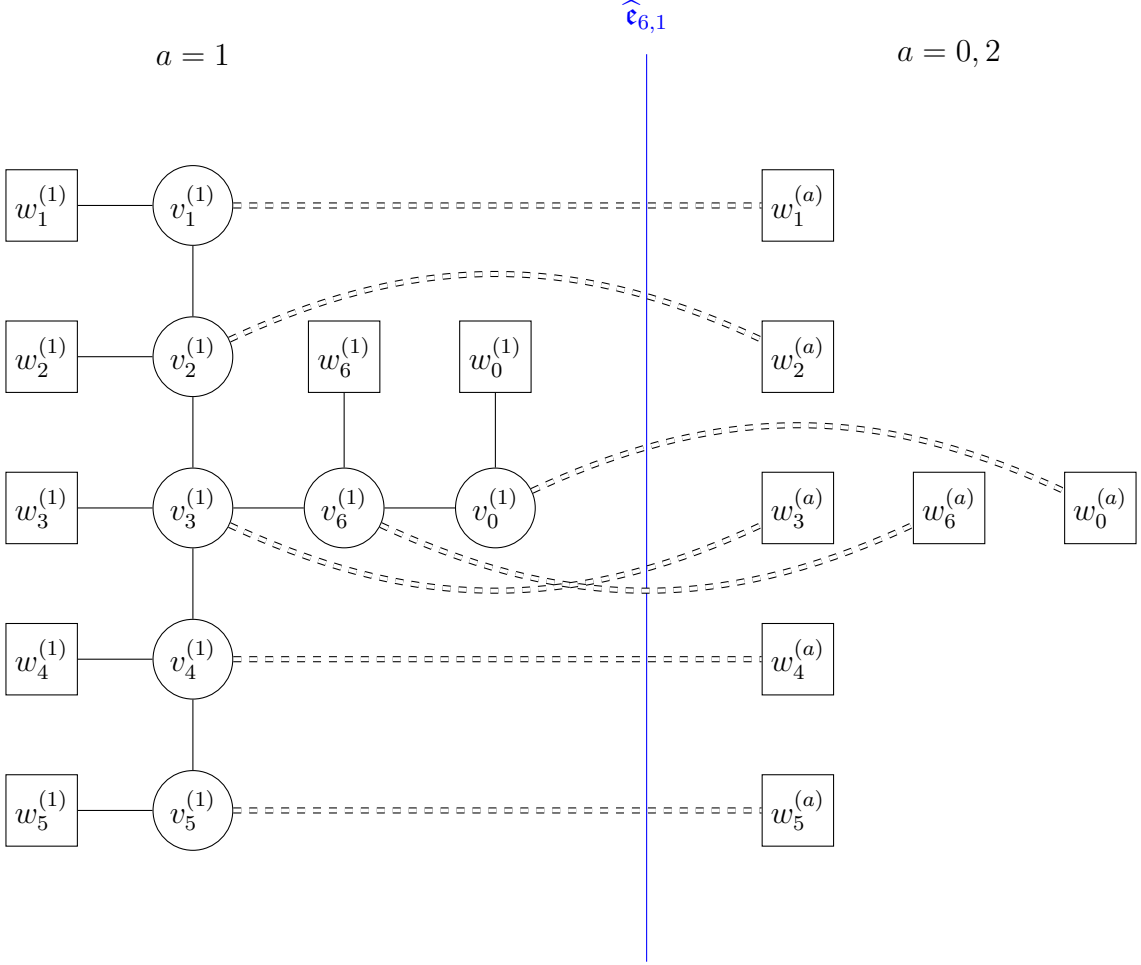 $\widehat{\mathfrak{e}}_{6,1}$
$a = 1$
$a = 0, 2$
$w_1^{(1)}$ $v_1^{(1)}$ $w_1^{(a)}$
$w_2^{(1)}$ $v_2^{(1)}$ $w_6^{(1)}$ $w_0^{(1)}$ $w_2^{(a)}$
$w_3^{(1)}$ $v_3^{(1)}$ $v_6^{(1)}$ $v_0^{(1)}$ $w_3^{(a)}$ $w_6^{(a)}$ $w_0^{(a)}$
$w_4^{(1)}$ $v_4^{(1)}$ $w_4^{(a)}$
$w_5^{(1)}$ $v_5^{(1)}$ $w_5^{(a)}$